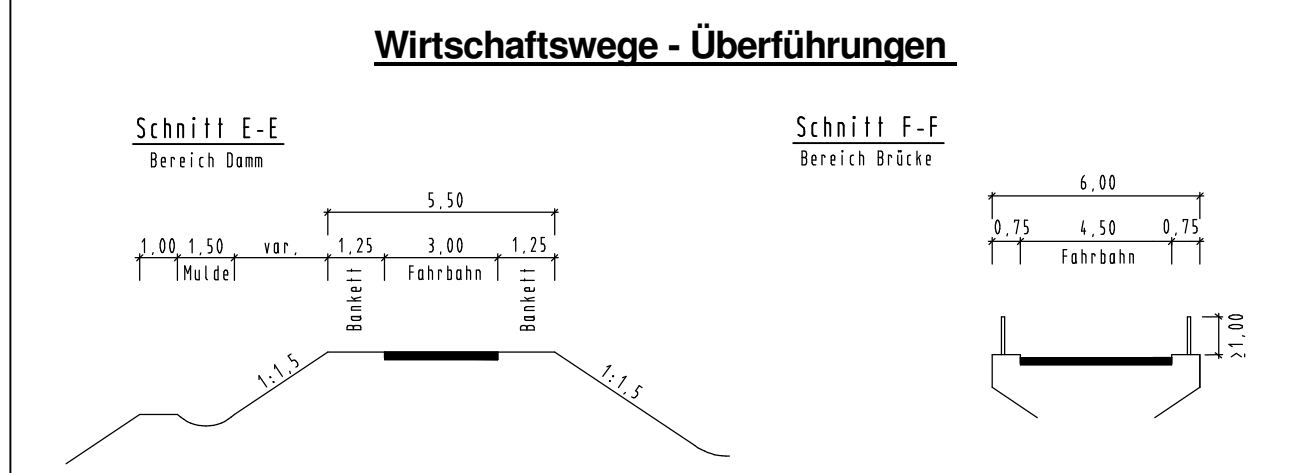 Wirtschaftswege - Überführungen
Schnitt E-E
Bereich Damm
5,50
1,00 1,50 var. 1,25 3,00 1,25
Mulde Fahrbahn
Bankett
Bankett
1:1,5
1:1,5
Schnitt F-F
Bereich Brücke
6,00
0,75 4,50 0,75
Fahrbahn
≥1,00